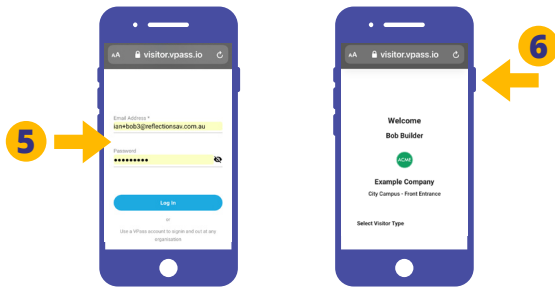 5
AA visitor.vpass.io
Email Address *
ian+bob3@reflectionsav.com.au
Password
Log In
or
Use a VPass account to signin and out at any
organisation
6
AA visitor.vpass.io
Welcome
Bob Builder
ACME
Example Company
City Campus - Front Entrance
Select Visitor Type